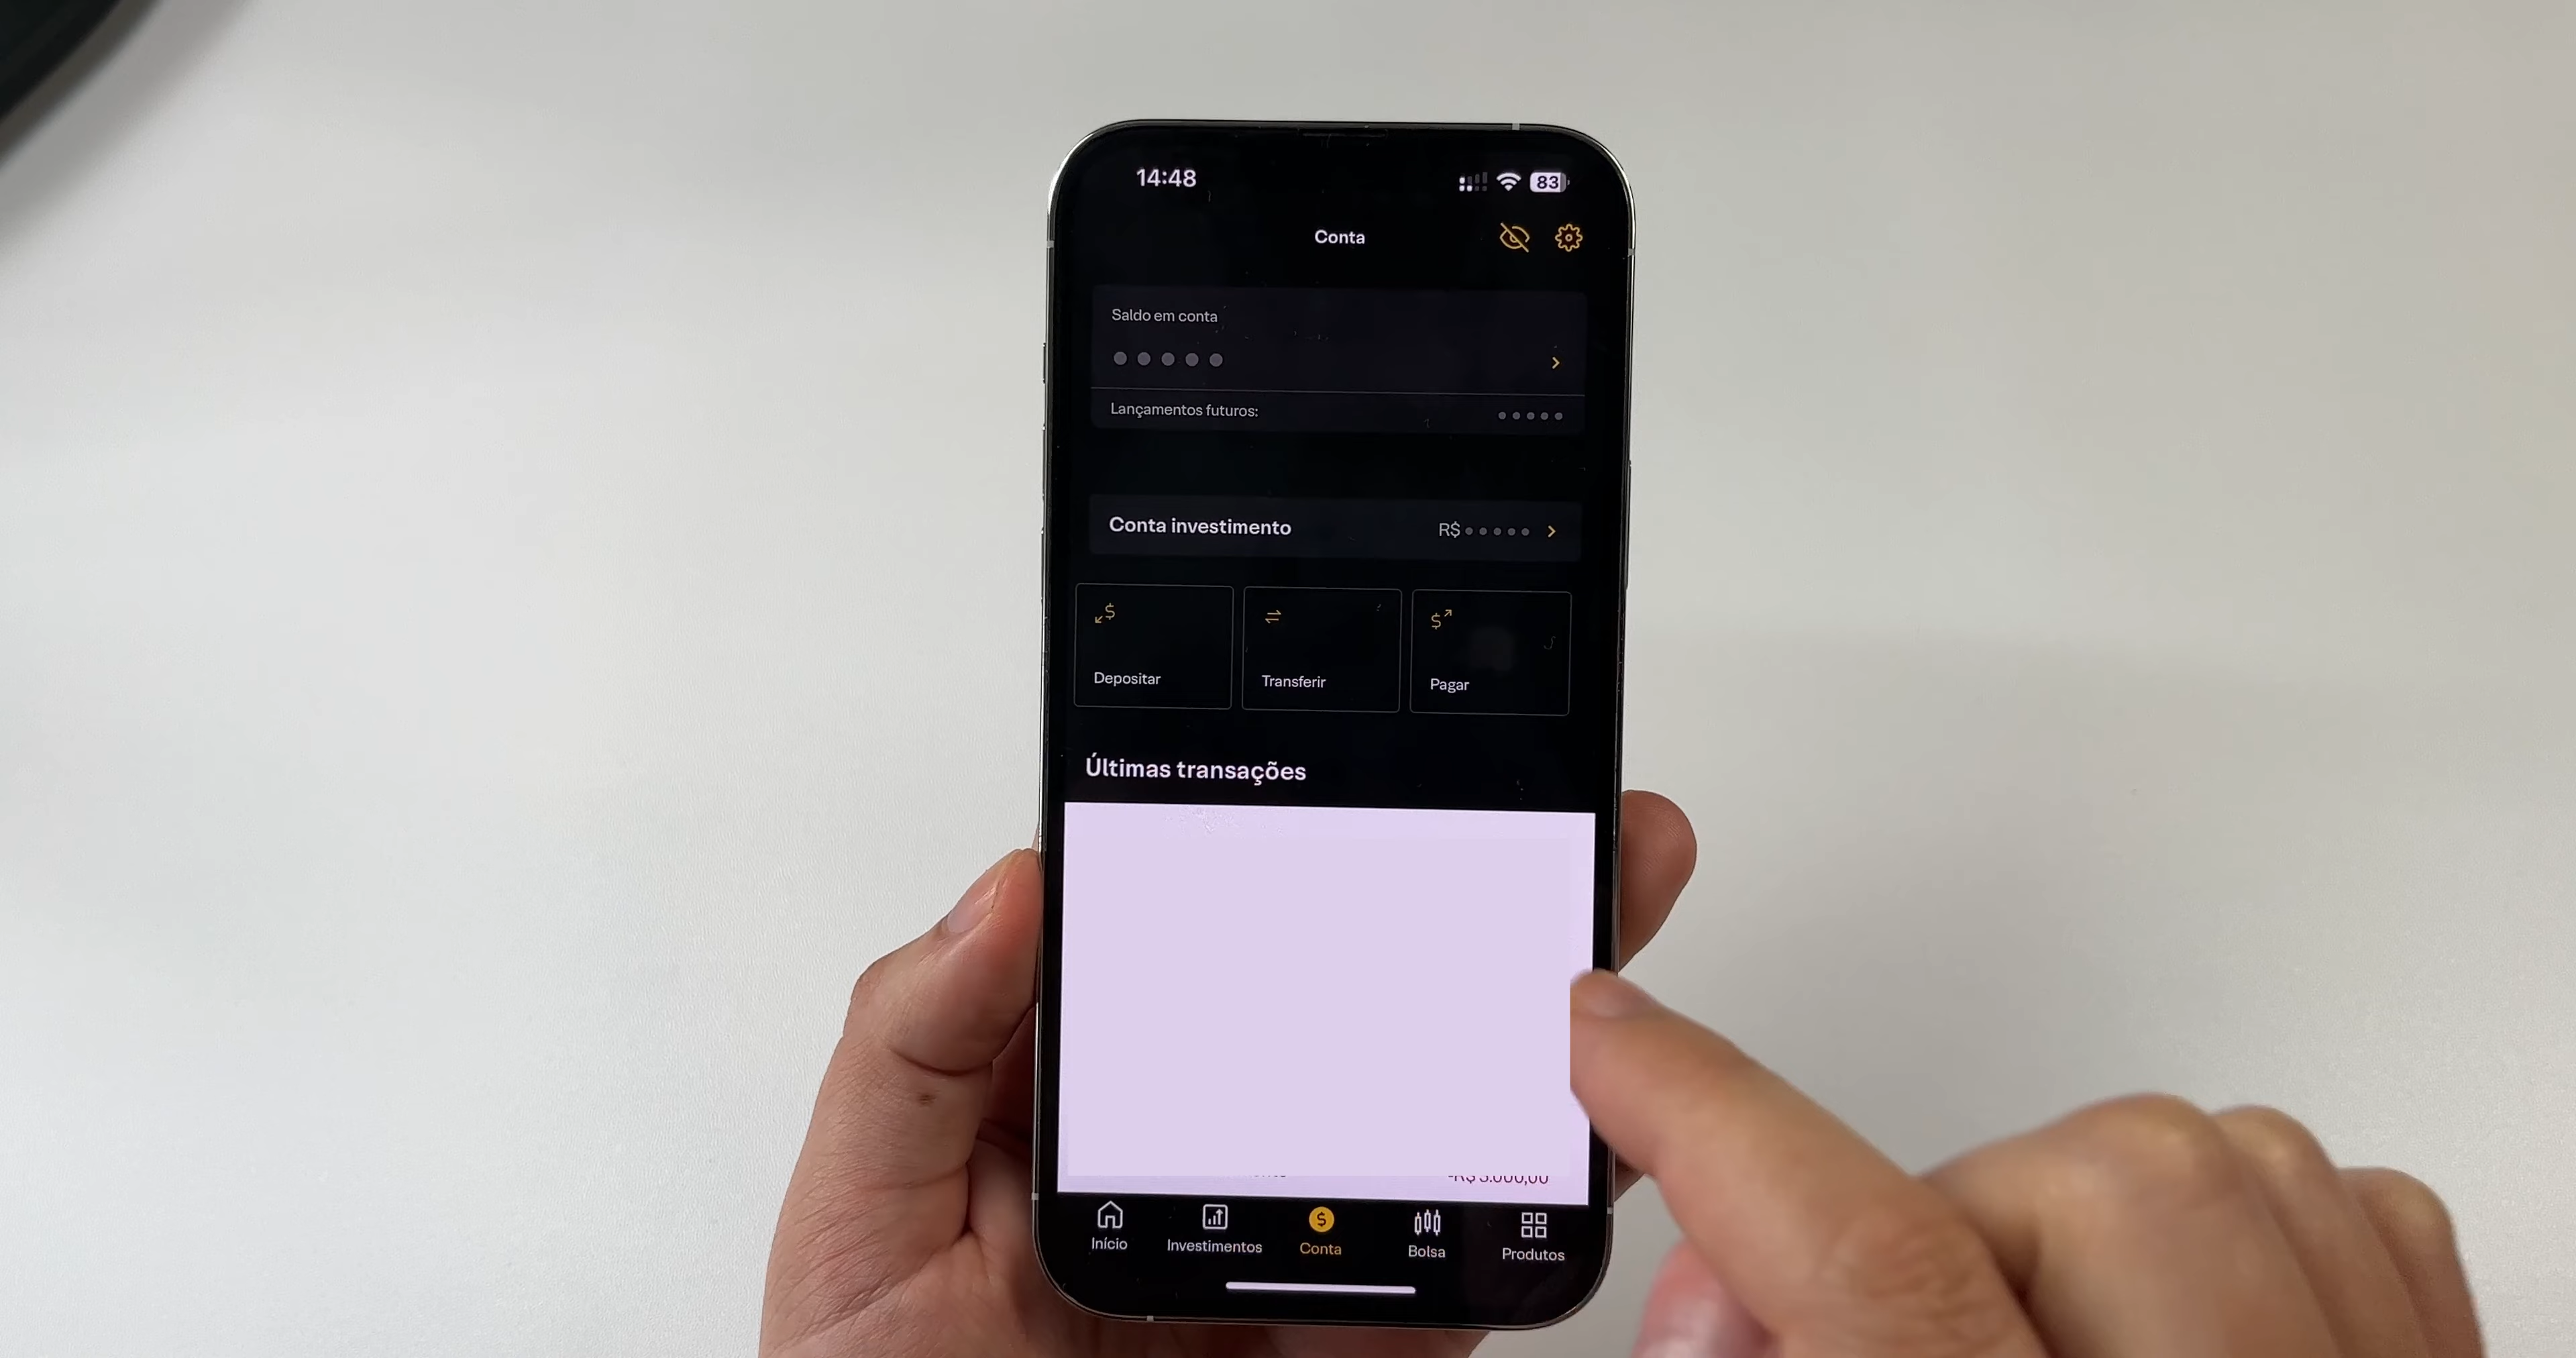 14:48
83
Conta
Saldo em conta
Lançamentos futuros:
Conta investimento
R$
Depositar
Transferir
Pagar
Últimas transações
Início
Investimentos
Conta
Bolsa
Produtos